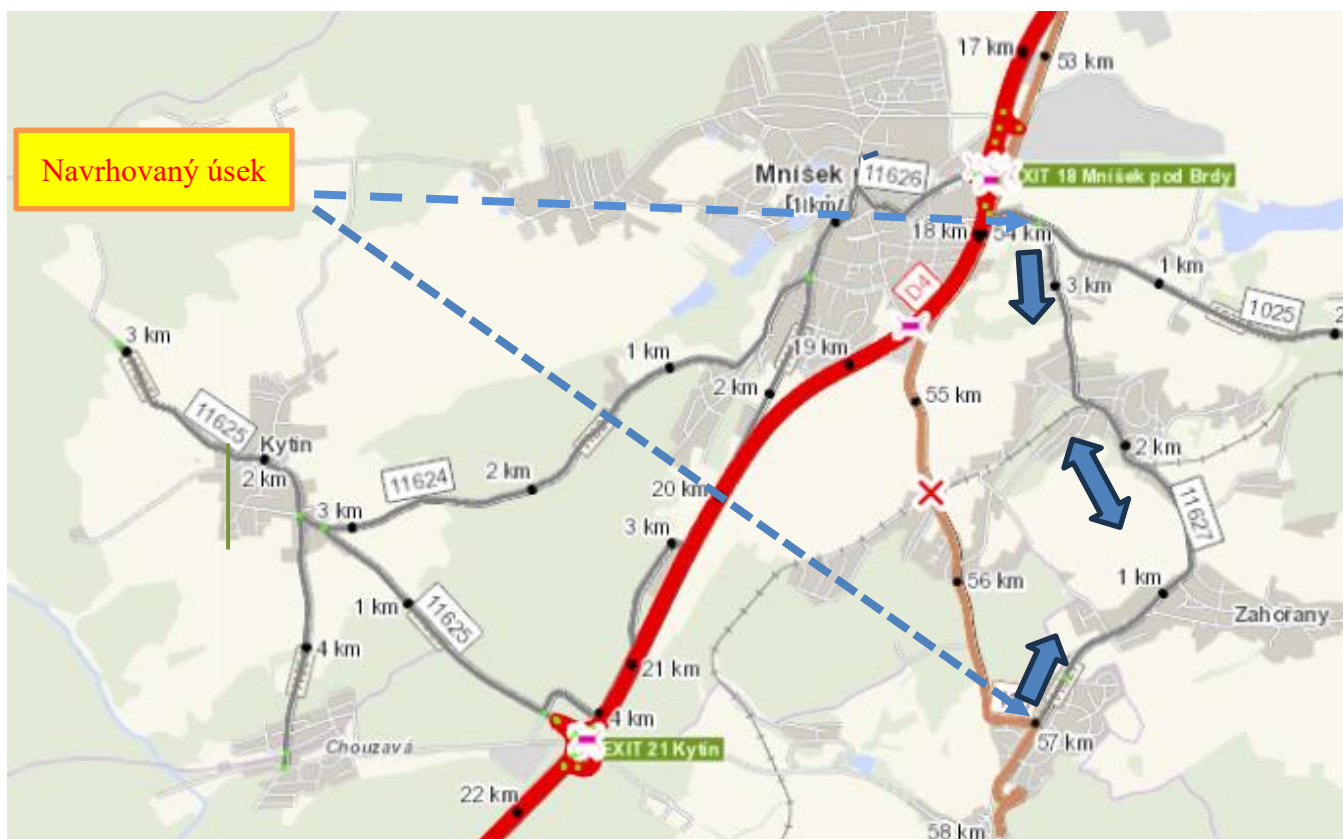 17 km
53 km
Navrhovaný úsek
Mníšek
11626
EXIT 18 Mníšek pod Brdy
18 km
54 km
1 km
3 km
D4
1025
3 km
1 km
19 km
2 km
55 km
11625
Kytín
2 km
2 km
11624
2 km
20 km
3 km
3 km
11627
1 km
56 km
1 km
Zahořany
11625
4 km
21 km
4 km
57 km
Chouzavá
EXIT 21 Kytín
22 km
58 km